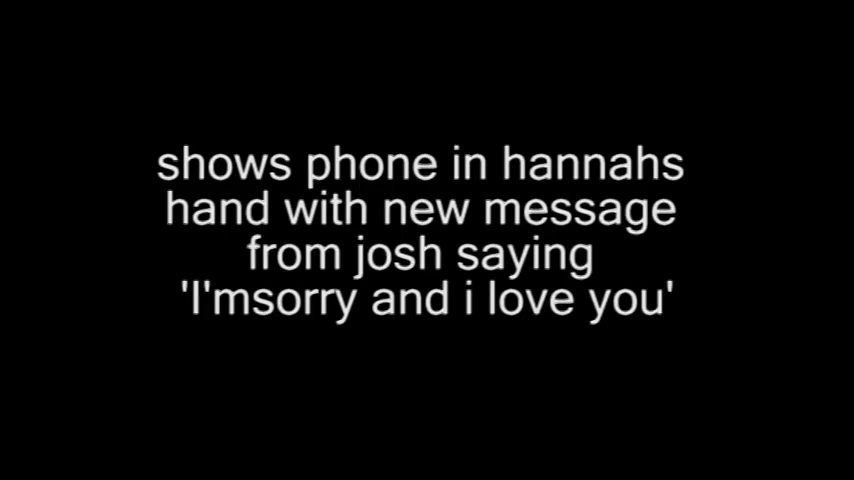 shows phone in hannahs
hand with new message
from josh saying
'I'msorry and i love you'